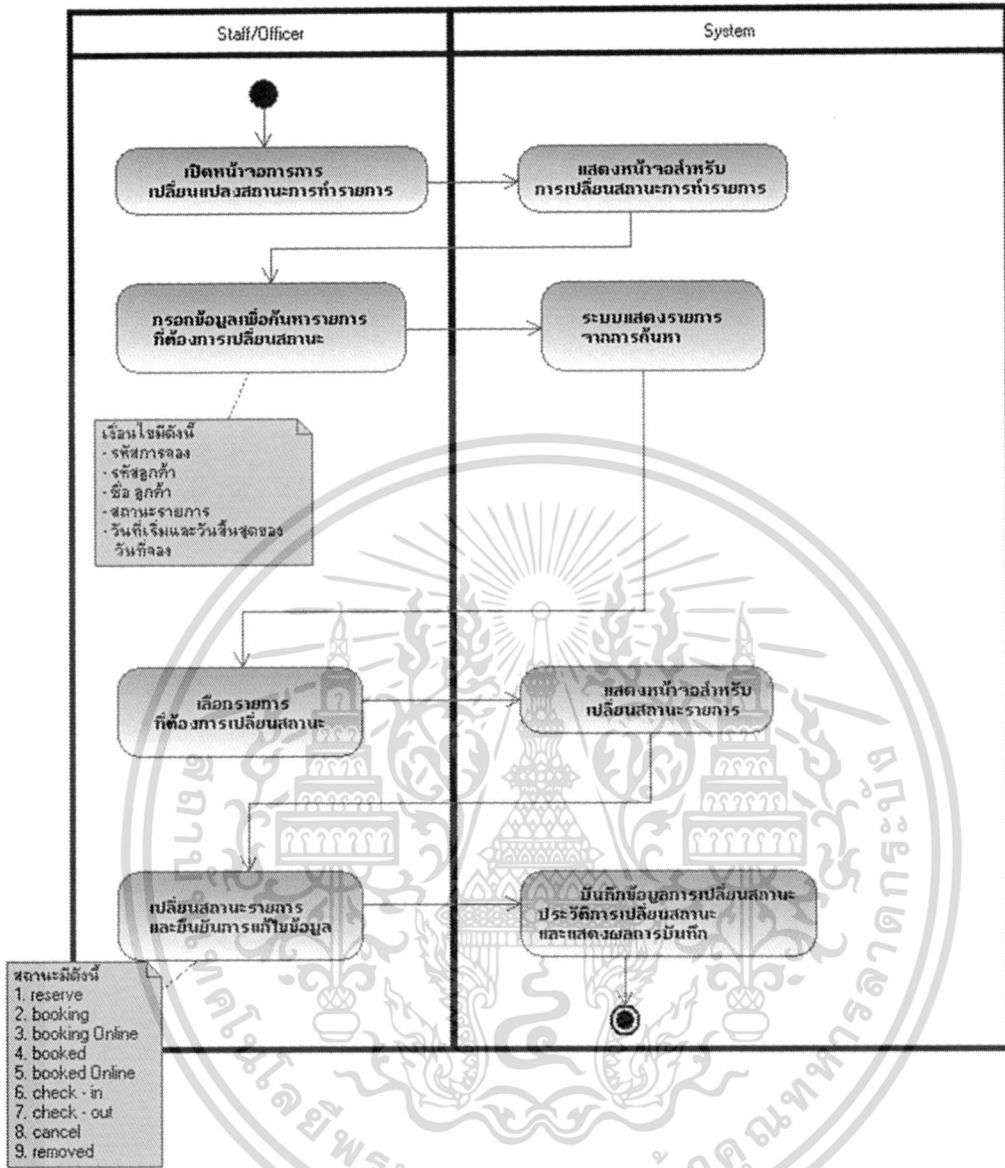 Staff/Officer
System
เปิดหน้าจอการการ
เปลี่ยนแปลงสถานะการทำรายการ
แสดงหน้าจอสำหรับ
การเปลี่ยนสถานะการทำรายการ
กรอกข้อมูลเพื่อค้นหารายการ
ที่ต้องการเปลี่ยนสถานะ
ระบบแสดงรายการ
จากการค้นหา
เงื่อนไขมีดังนี้
- รหัสการจอง
- รหัสลูกค้า
- ชื่อ ลูกค้า
- สถานะรายการ
- วันที่เริ่มและวันสิ้นสุดของ
วันที่จอง
เลือกรายการ
ที่ต้องการเปลี่ยนสถานะ
แสดงหน้าจอสำหรับ
เปลี่ยนสถานะรายการ
เปลี่ยนสถานะรายการ
และยืนยันการแก้ไขข้อมูล
บันทึกข้อมูลการเปลี่ยนสถานะ
ประวัติการเปลี่ยนสถานะ
และแสดงผลการบันทึก
สถานะมีดังนี้
1. reserve
2. booking
3. booking Online
4. booked
5. booked Online
6. check - in
7. check - out
8. cancel
9. removed